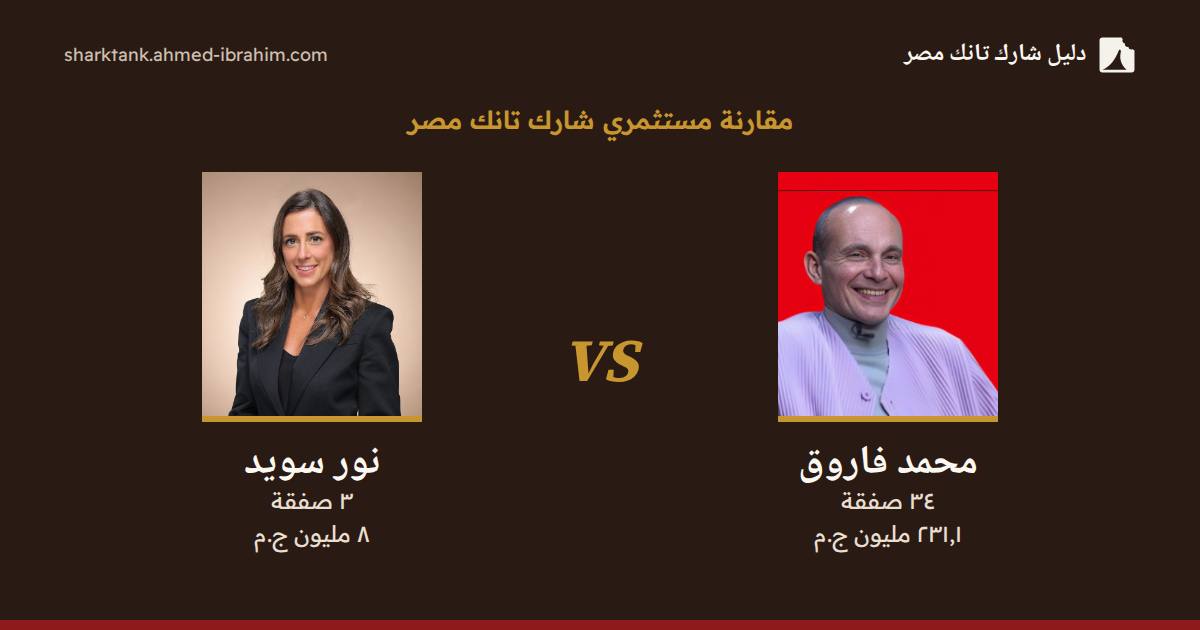 دليل شارك تانك مصر
sharktank.ahmed-ibrahim.com
مقارنة مستثمري شارك تانك مصر
محمد فاروق
٣٤ صفقة
٢٣١,١ مليون ج.م
VS
نور سويد
٣ صفقة
٨ مليون ج.م